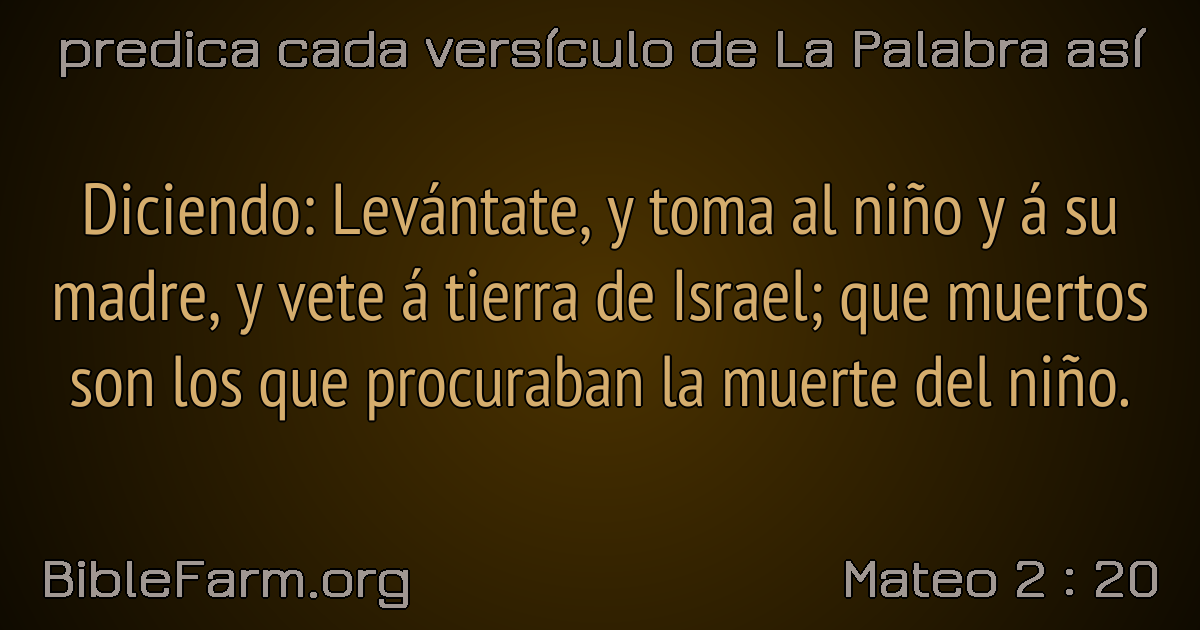 predica cada versículo de La Palabra así
Diciendo: Levántate, y toma al niño y á su
madre, y vete á tierra de Israel; que muertos
son los que procuraban la muerte del niño.
BibleFarm.org
Mateo 2 : 20